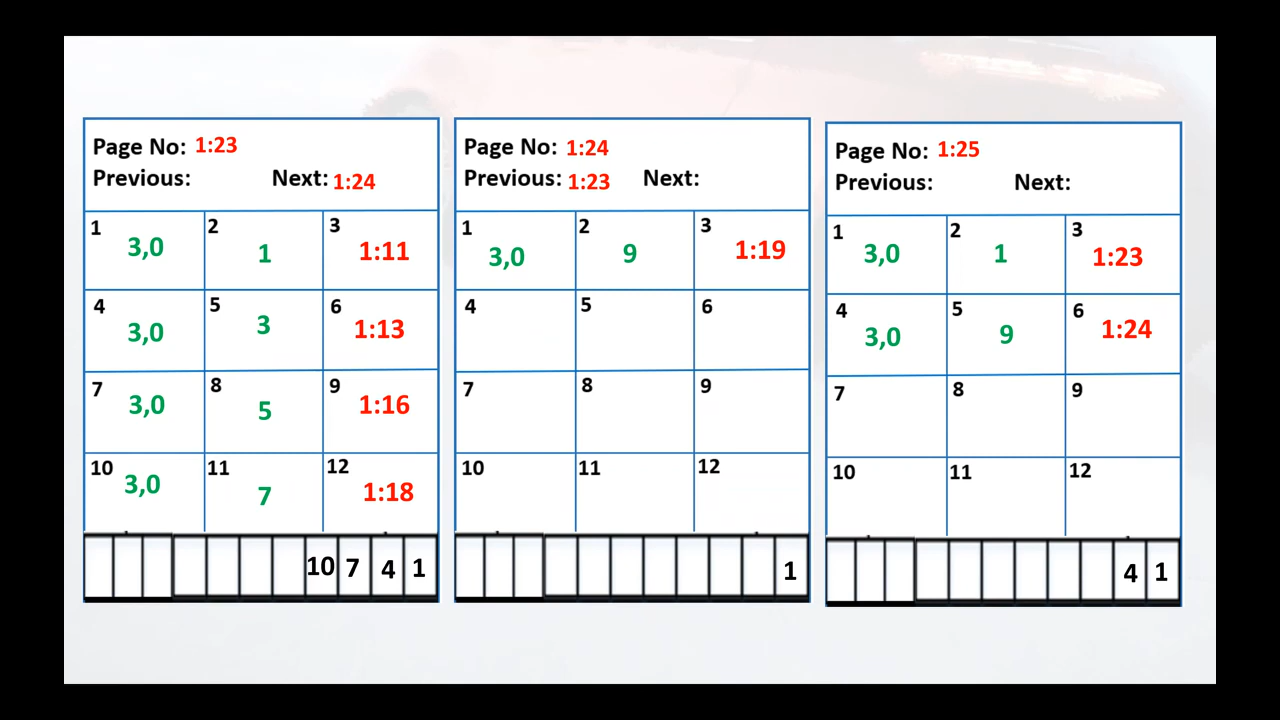 Page No: 1:23
Previous: Next: 1:24
1 3,0 2 1 3 1:11
4 3,0 5 3 6 1:13
7 3,0 8 5 9 1:16
10 3,0 11 7 12 1:18
10 7 4 1
Page No: 1:24
Previous: 1:23 Next:
1 3,0 2 9 3 1:19
4 5 6
7 8 9
10 11 12
1
Page No: 1:25
Previous: Next:
1 3,0 2 1 3 1:23
4 3,0 5 9 6 1:24
7 8 9
10 11 12
4 1